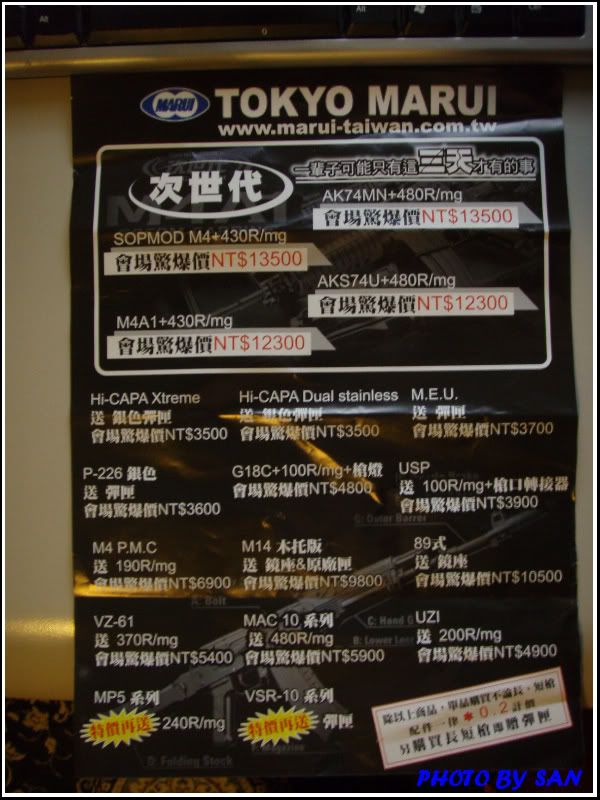 MARUI TOKYO MARUI
www.marui-taiwan.com.tw
次世代
一輩子可能只有這三天才有的事
AK74MN+480R/mg
會場驚爆價NT$13500
SOPMOD M4+430R/mg
會場驚爆價NT$13500
AKS74U+480R/mg
會場驚爆價NT$12300
M4A1+430R/mg
會場驚爆價NT$12300
Hi-CAPA Xtreme
送 銀色彈匣
會場驚爆價NT$3500
Hi-CAPA Dual stainless
送 銀色彈匣
會場驚爆價NT$3500
M.E.U.
送 彈匣
會場驚爆價NT$3700
P-226 銀色
送 彈匣
會場驚爆價NT$3600
G18C+100R/mg+槍燈
會場驚爆價NT$4800
USP
送 100R/mg+槍口轉接器
會場驚爆價NT$3900
M4 P.M.C
送 190R/mg
會場驚爆價NT$6900
M14 木托版
送 鏡座&原廠匣
會場驚爆價NT$9800
89式
送 鏡座
會場驚爆價NT$10500
VZ-61
送 370R/mg
會場驚爆價NT$5400
MAC 10 系列
送 480R/mg
會場驚爆價NT$5900
UZI
送 200R/mg
會場驚爆價NT$4900
MP5 系列
特價再送 240R/mg
VSR-10 系列
特價再送 彈匣
除以上商品，單品購買不論長、短槍
配件一律 * 0.2 計價
另購買長短槍即贈彈匣
G: Outer Barrer
A: Bolt
C: Hand G
B: Lower
F: Magazine
D: Folding Stock
PHOTO BY SAN